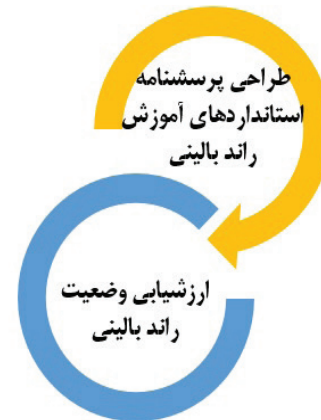 طراحی پرسشنامه
استانداردهای آموزش
راند بالینی
ارزشیابی وضعیت
راند بالینی